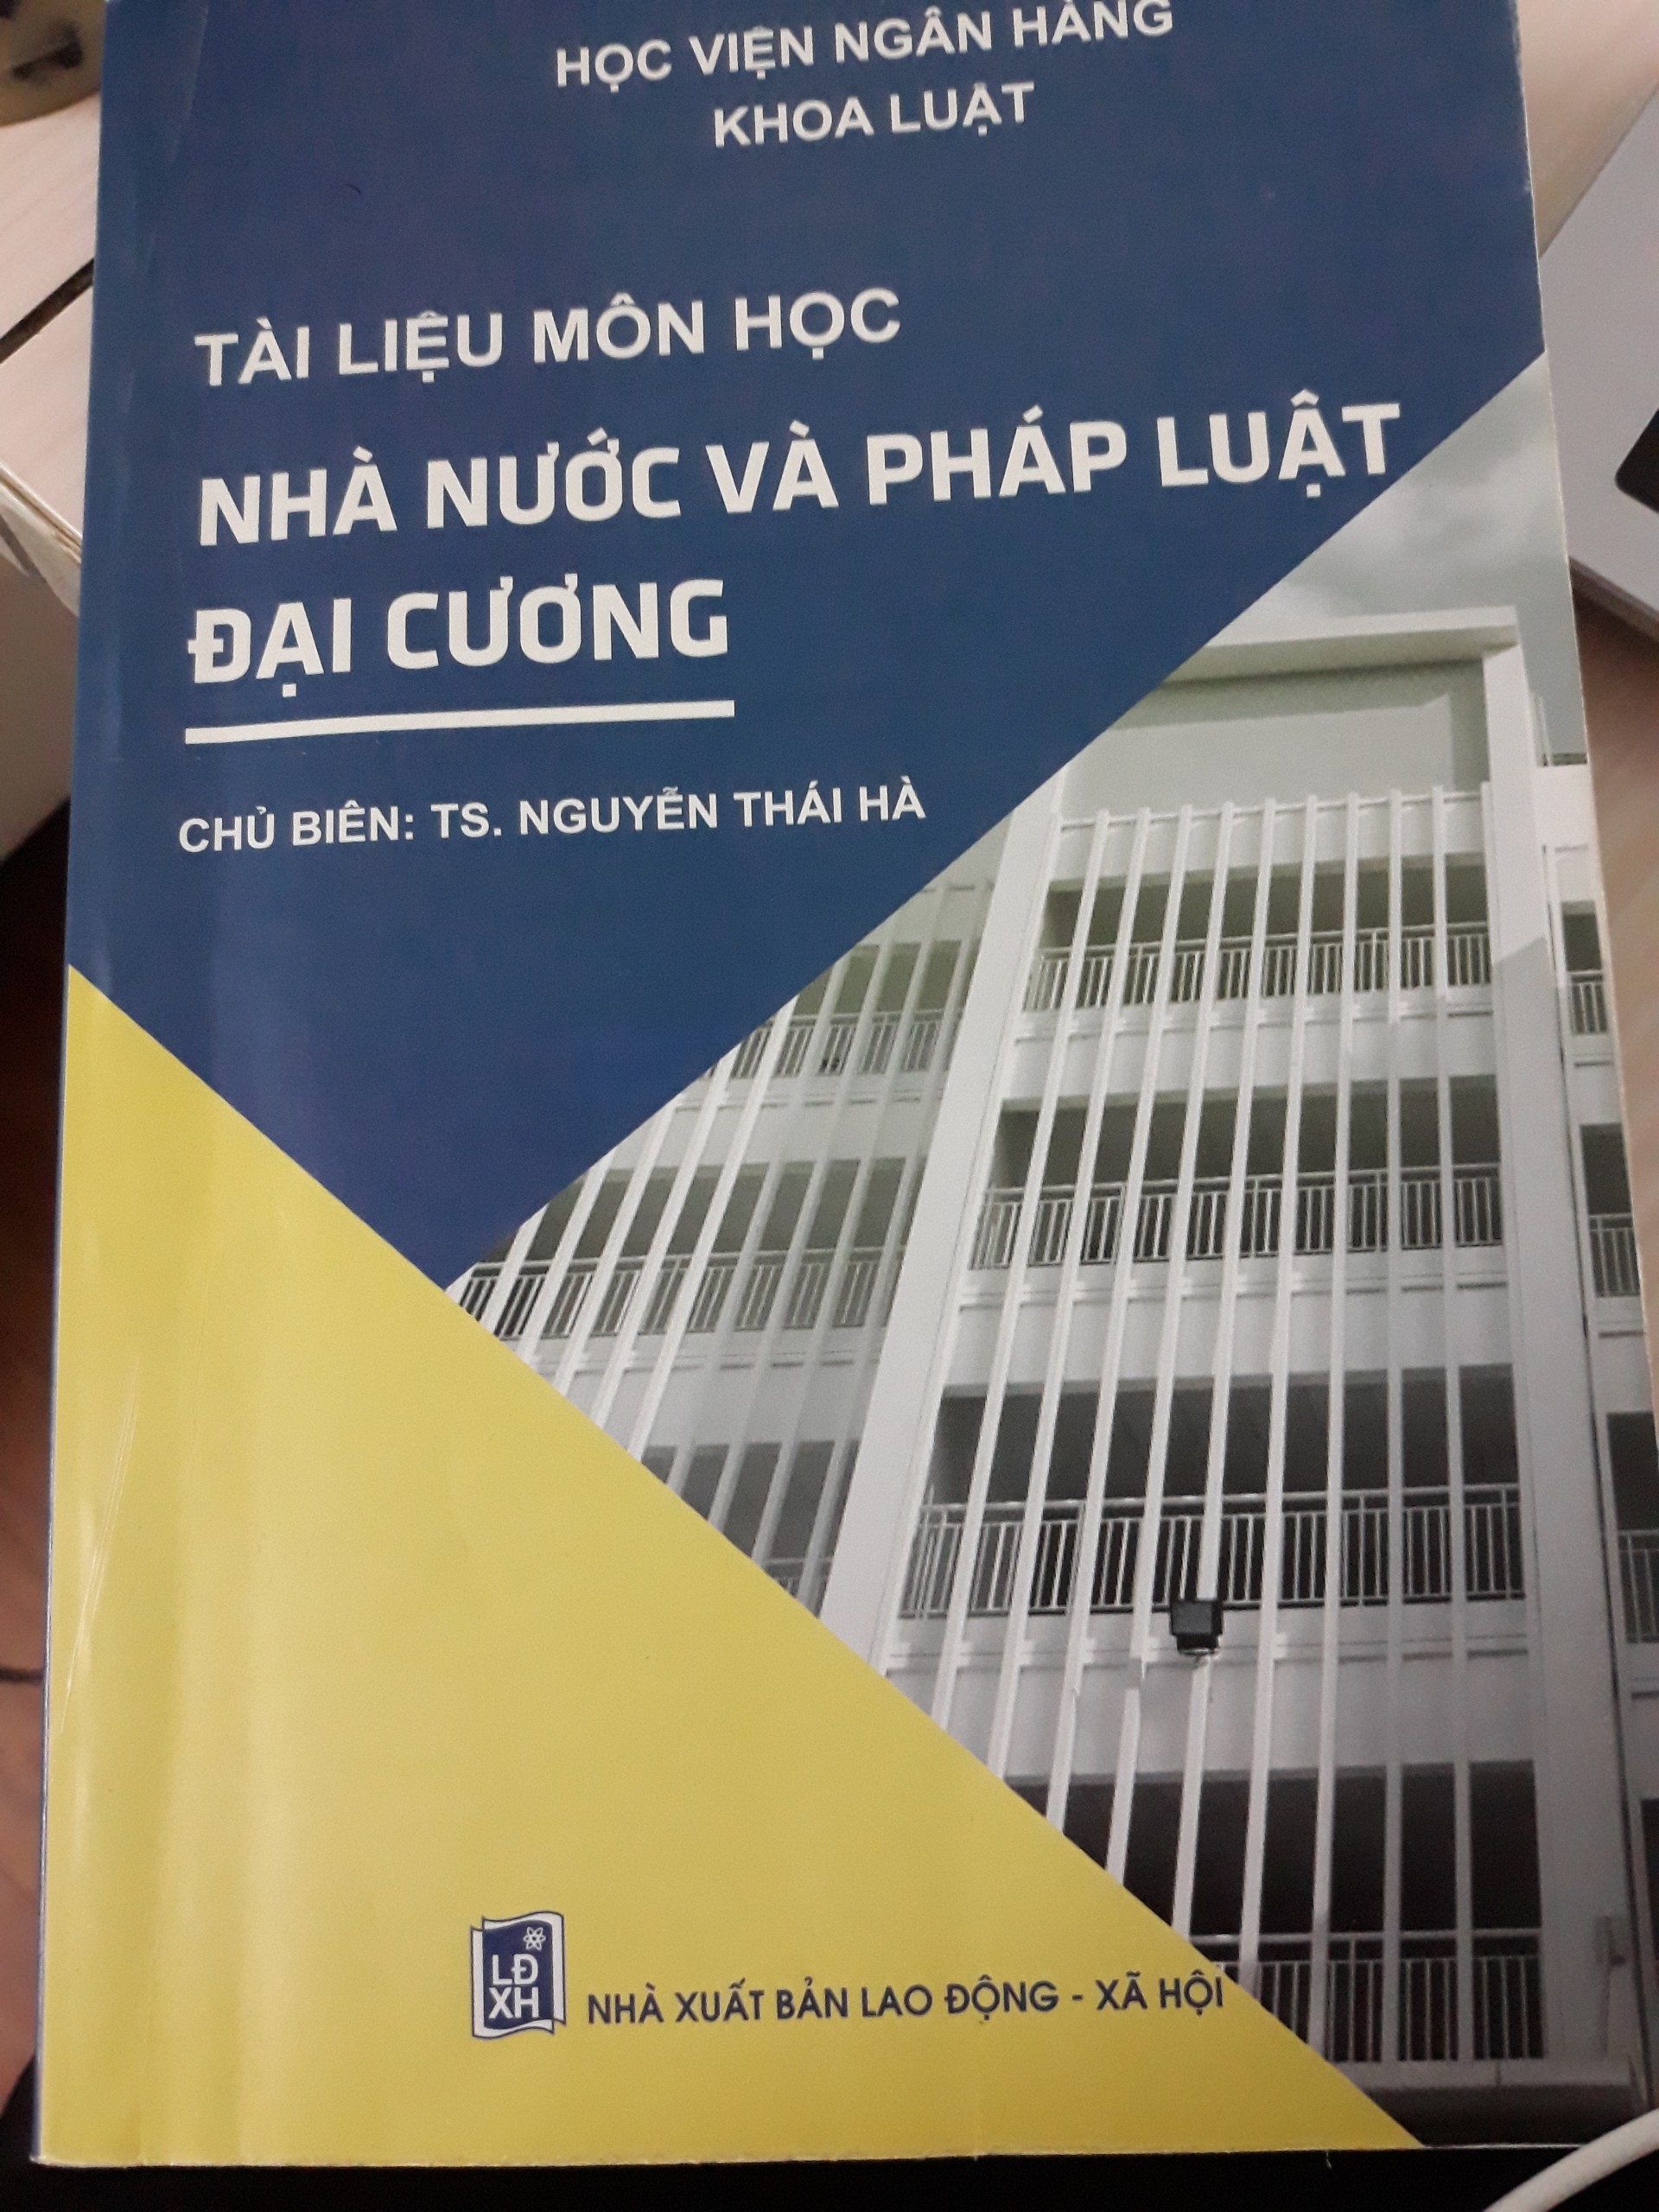 HỌC VIỆN NGÂN HÀNG
KHOA LUẬT
TÀI LIỆU MÔN HỌC
NHÀ NƯỚC VÀ PHÁP LUẬT
ĐẠI CƯƠNG
CHỦ BIÊN: TS. NGUYỄN THÁI HÀ
LĐ
XH
NHÀ XUẤT BẢN LAO ĐỘNG - XÃ HỘI